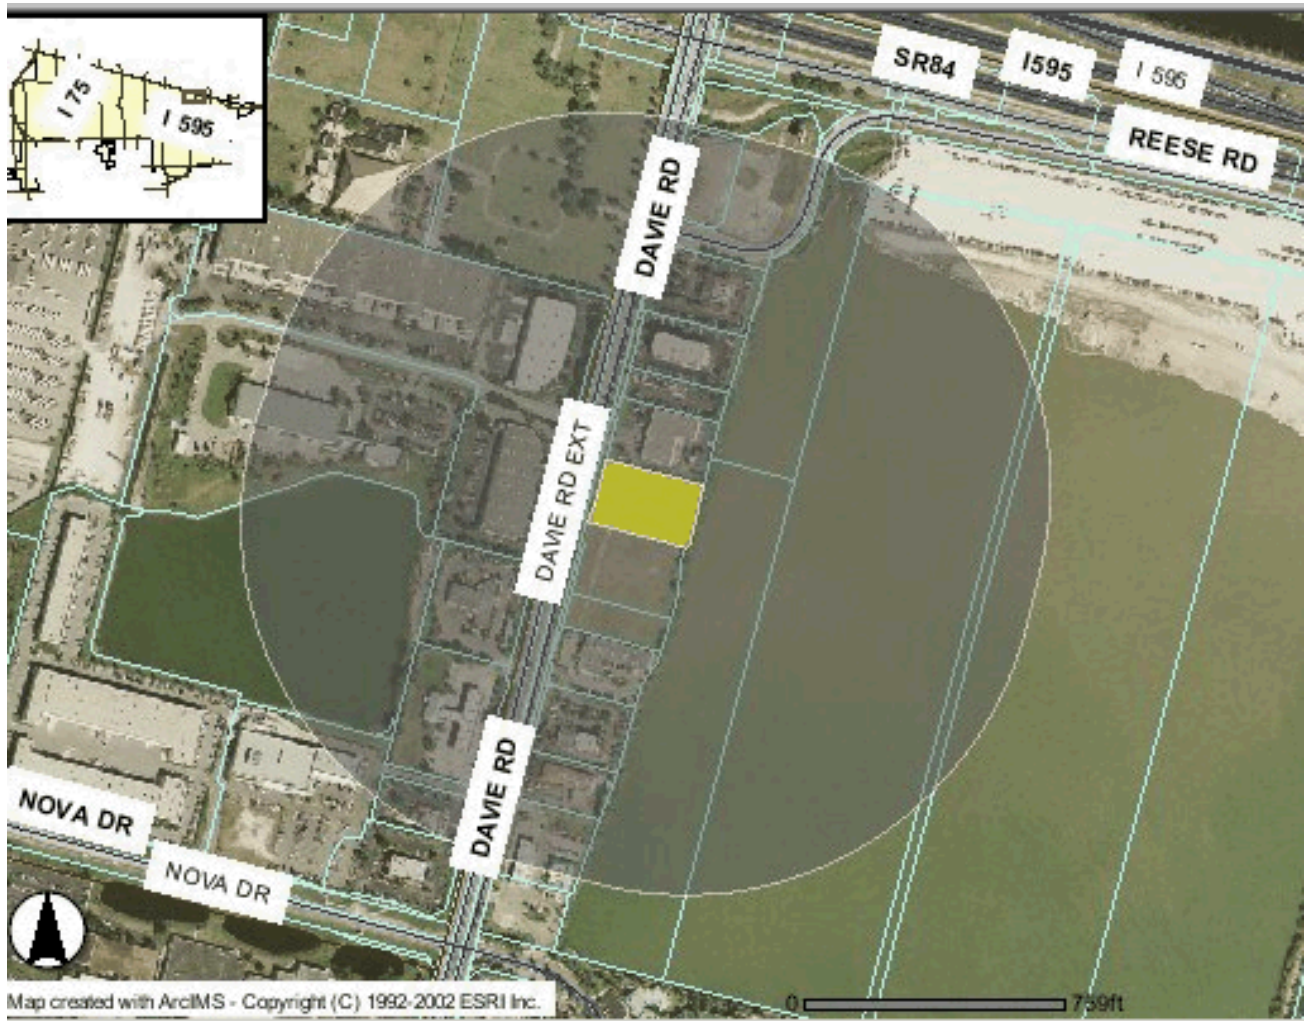 I 75
I 595
SR84
I595
I 595
REESE RD
DAVIE RD
DAVIE RD EXT
DAVIE RD
NOVA DR
NOVA DR
Map created with ArcIMS - Copyright (C) 1992-2002 ESRI Inc.
0
759ft